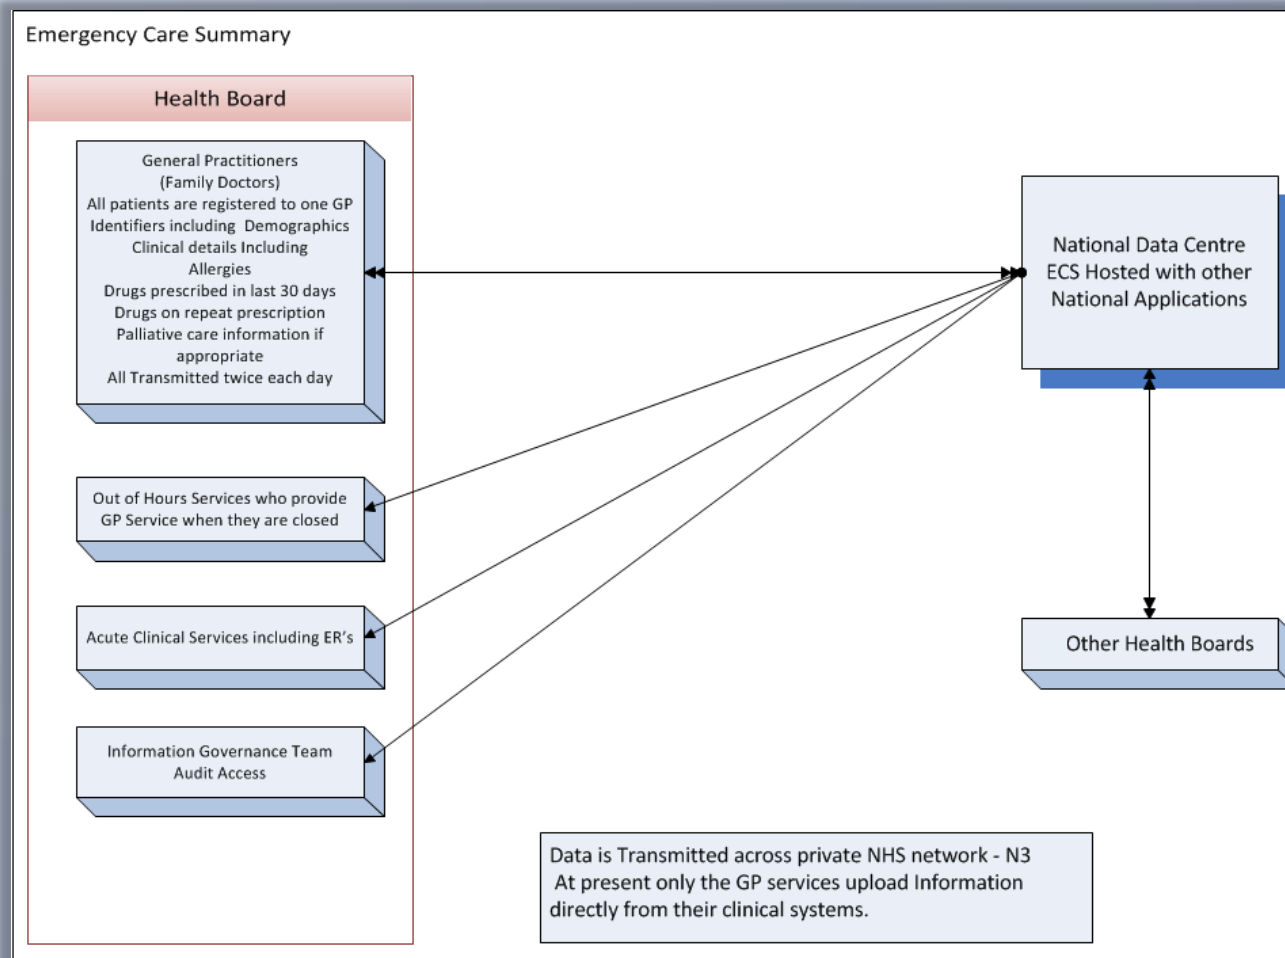 Emergency Care Summary
Health Board
General Practitioners
(Family Doctors)
All patients are registered to one GP
Identifiers including Demographics
Clinical details Including
Allergies
Drugs prescribed in last 30 days
Drugs on repeat prescription
Palliative care information if
appropriate
All Transmitted twice each day
National Data Centre
ECS Hosted with other
National Applications
Out of Hours Services who provide
GP Service when they are closed
Acute Clinical Services including ER's
Other Health Boards
Information Governance Team
Audit Access
Data is Transmitted across private NHS network - N3
At present only the GP services upload Information
directly from their clinical systems.